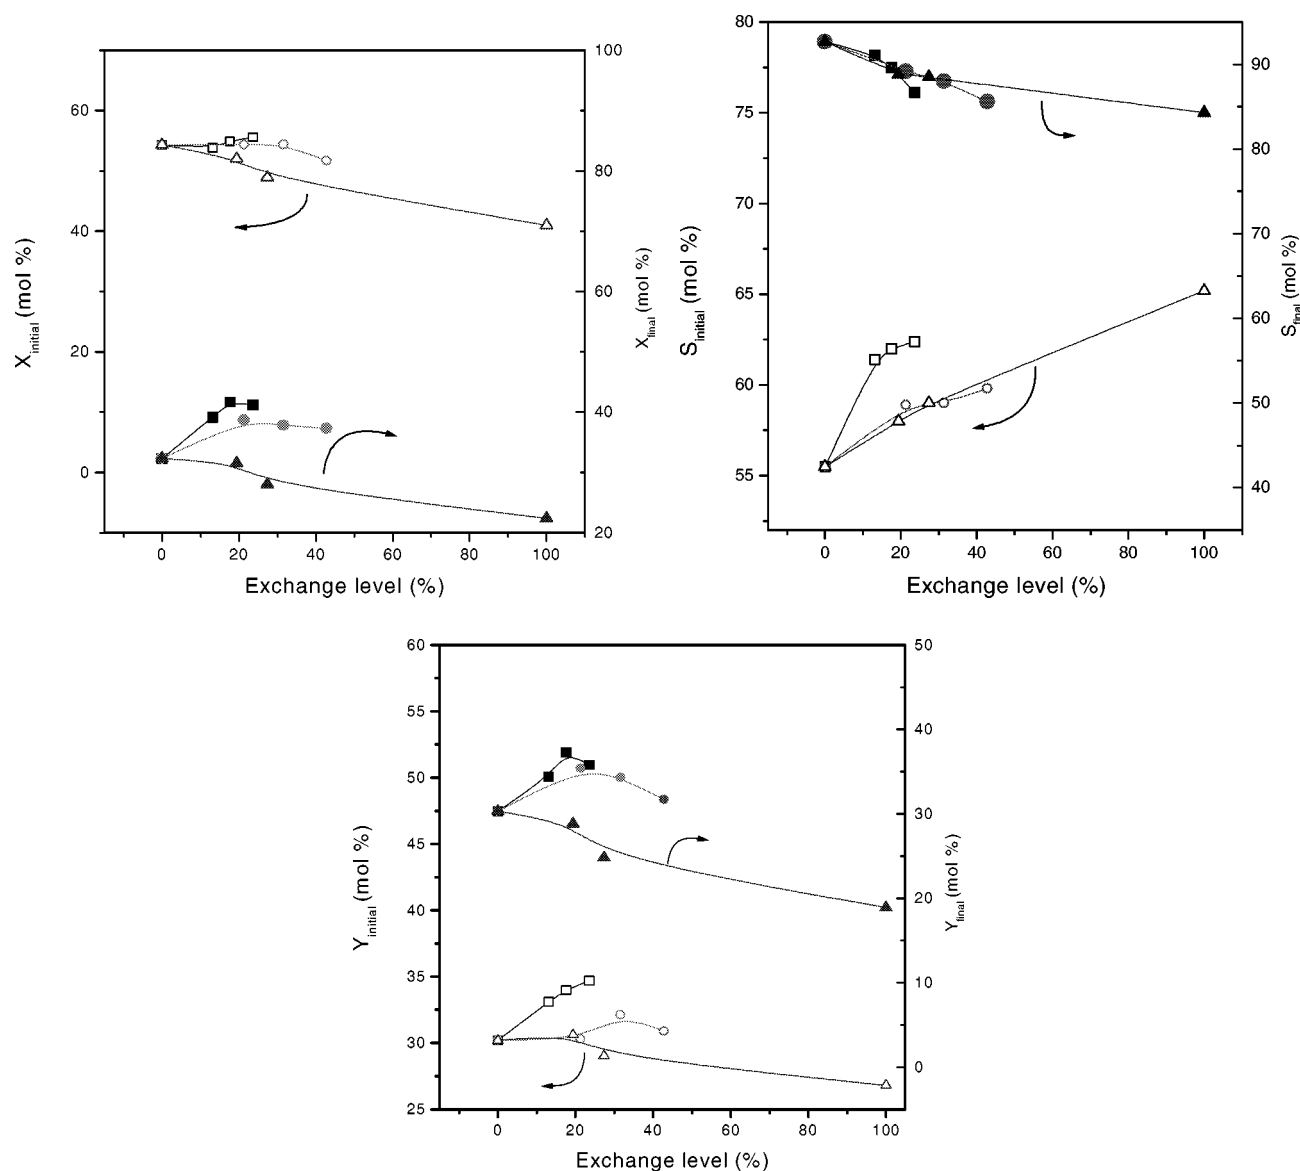 X_initial (mol %)
60
40
20
0
100
80
60
40
20
X_final (mol %)
0 20 40 60 80 100
Exchange level (%)
S_initial (mol %)
80
75
70
65
60
55
90
80
70
60
50
40
S_final (mol %)
0 20 40 60 80 100
Exchange level (%)
Y_initial (mol %)
60
55
50
45
40
35
30
25
50
40
30
20
10
0
Y_final (mol %)
0 20 40 60 80 100
Exchange level (%)